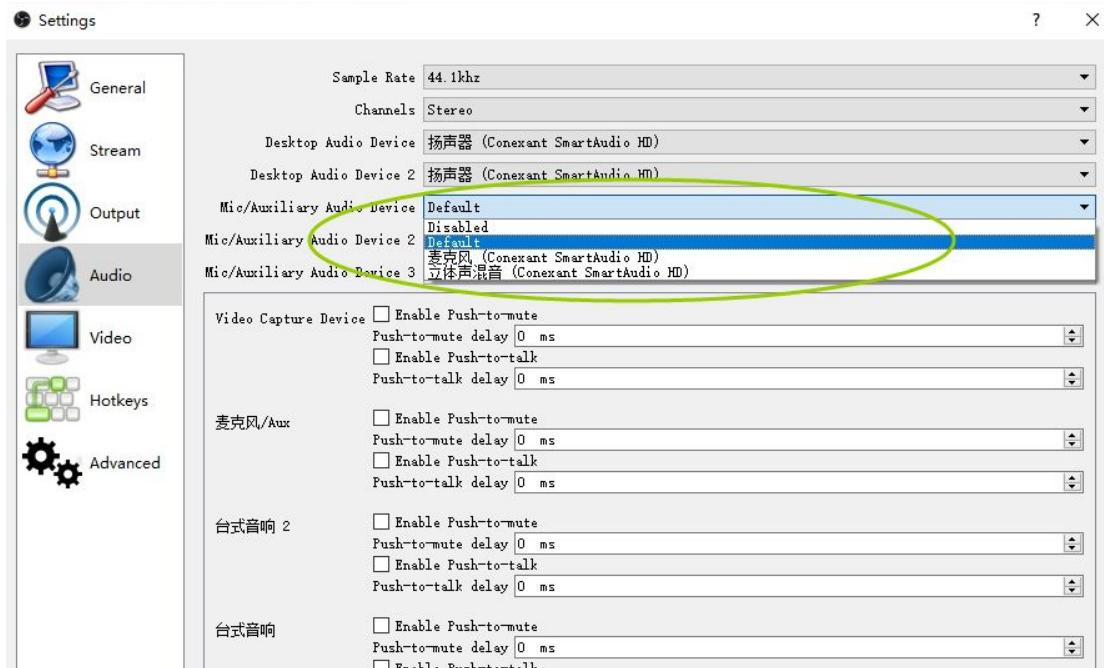 Settings
?
General
Stream
Output
Audio
Video
Hotkeys
Advanced
Sample Rate 44.1khz
Channels Stereo
Desktop Audio Device 扬声器 (Conexant SmartAudio HD)
Desktop Audio Device 2 扬声器 (Conexant SmartAudio HD)
Mic/Auxiliary Audio Device Default
Disabled
Mic/Auxiliary Audio Device 2 Default
麦克风 (Conexant SmartAudio HD)
Mic/Auxiliary Audio Device 3 立体声混音 (Conexant SmartAudio HD)
Video Capture Device Enable Push-to-mute
Push-to-mute delay 0 ms
Enable Push-to-talk
Push-to-talk delay 0 ms
麦克风/Aux Enable Push-to-mute
Push-to-mute delay 0 ms
Enable Push-to-talk
Push-to-talk delay 0 ms
台式音响 2 Enable Push-to-mute
Push-to-mute delay 0 ms
Enable Push-to-talk
Push-to-talk delay 0 ms
台式音响 Enable Push-to-mute
Push-to-mute delay 0 ms
Enable Push-to-talk